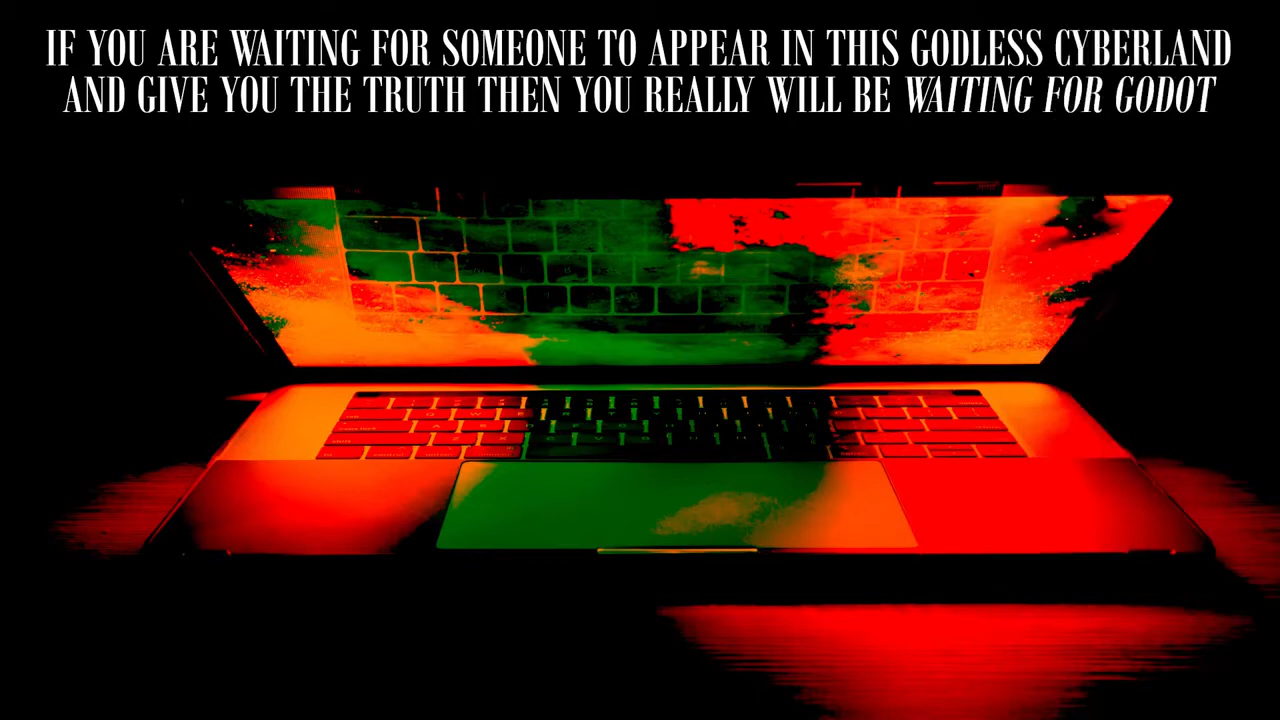 IF YOU ARE WAITING FOR SOMEONE TO APPEAR IN THIS GODLESS CYBERLAND
AND GIVE YOU THE TRUTH THEN YOU REALLY WILL BE WAITING FOR GODOT